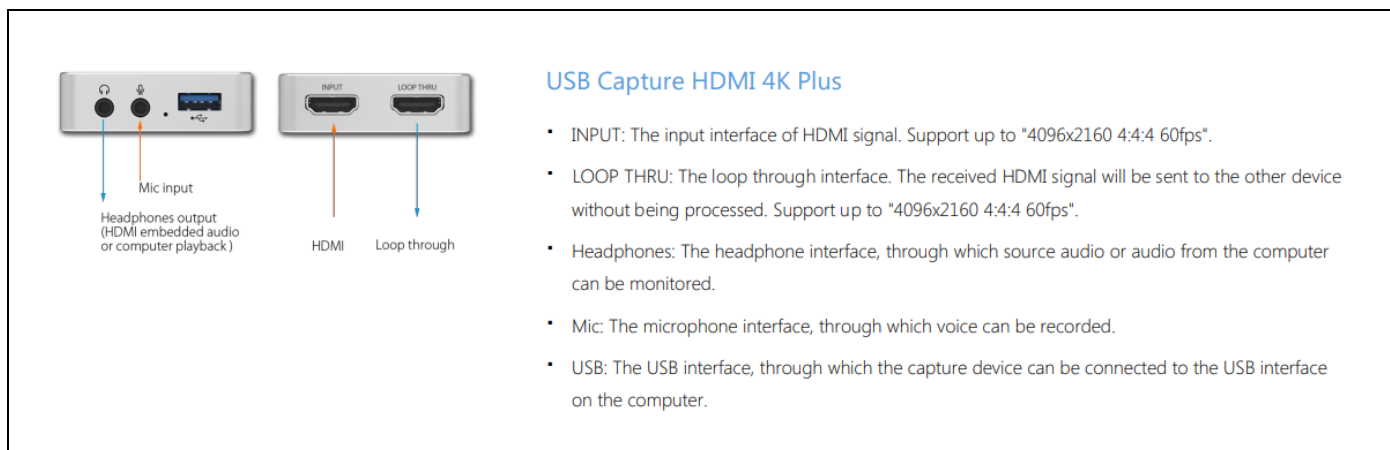 INPUT
LOOP THRU
Mic input
Headphones output
(HDMI embedded audio
or computer playback )
HDMI
Loop through
USB Capture HDMI 4K Plus
▪ INPUT: The input interface of HDMI signal. Support up to "4096x2160 4:4:4 60fps".
▪ LOOP THRU: The loop through interface. The received HDMI signal will be sent to the other device
without being processed. Support up to "4096x2160 4:4:4 60fps".
▪ Headphones: The headphone interface, through which source audio or audio from the computer
can be monitored.
▪ Mic: The microphone interface, through which voice can be recorded.
▪ USB: The USB interface, through which the capture device can be connected to the USB interface
on the computer.